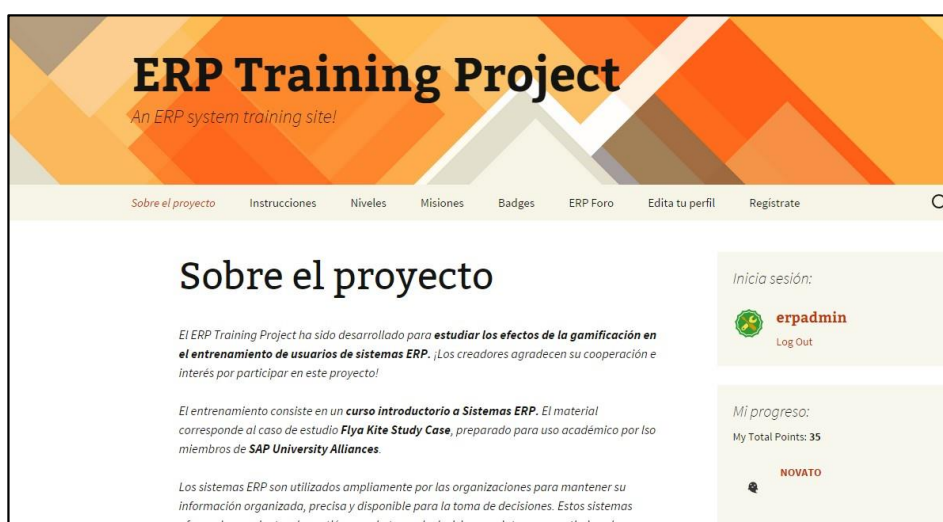 ERP Training Project
An ERP system training site!
Sobre el proyecto Instrucciones Niveles Misiones Badges ERP Foro Edita tu perfil Regístrate
Sobre el proyecto
El ERP Training Project ha sido desarrollado para estudiar los efectos de la gamificación en
el entrenamiento de usuarios de sistemas ERP. ¡Los creadores agradecen su cooperación e
interés por participar en este proyecto!
El entrenamiento consiste en un curso introductorio a Sistemas ERP. El material
corresponde al caso de estudio Flya Kite Study Case, preparado para uso académico por lso
miembros de SAP University Alliances.
Los sistemas ERP son utilizados ampliamente por las organizaciones para mantener su
información organizada, precisa y disponible para la toma de decisiones. Estos sistemas
Inicia sesión:
erpadmin
Log Out
Mi progreso:
My Total Points: 35
NOVATO